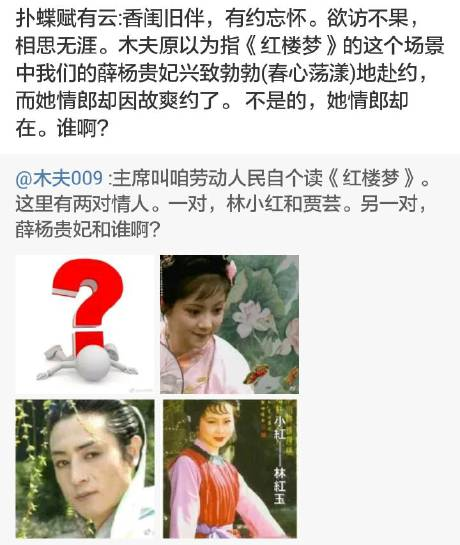 扑蝶赋有云:香闺旧伴，有约忘怀。欲访不果，
相思无涯。木夫原以为指《红楼梦》的这个场景
中我们的薛杨贵妃兴致勃勃(春心荡漾)地赴约，
而她情郎却因故爽约了。不是的，她情郎却
在。谁啊?
@木夫009 :主席叫咱劳动人民自个读《红楼梦》。
这里有两对情人。一对，林小红和贾芸。另一对，
薛杨贵妃和谁啊?
小紅——林紅玉